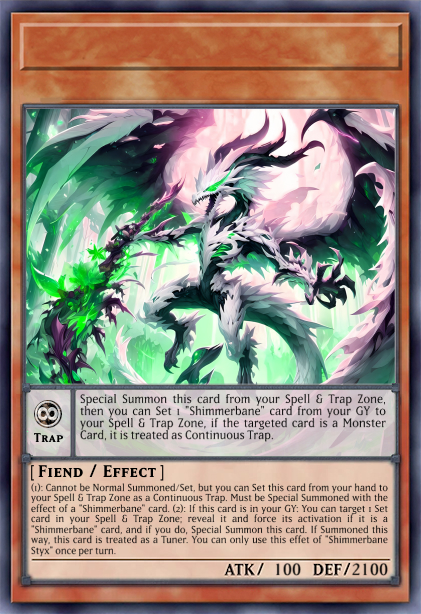 Special Summon this card from your Spell & Trap Zone,
then you can Set 1 "Shimmerbane" card from your GY to
your Spell & Trap Zone, if the targeted card is a Monster
Card, it is treated as Continuous Trap.
TRAP
[ FIEND / EFFECT ]
(1): Cannot be Normal Summoned/Set, but you can Set this card from your hand to
your Spell & Trap Zone as a Continuous Trap. Must be Special Summoned with the
effect of a "Shimmerbane" card. (2): If this card is in your GY: You can target 1 Set
card in your Spell & Trap Zone; reveal it and force its activation if it is a
"Shimmerbane" card, and if you do, Special Summon this card. If Summoned this
way, this card is treated as a Tuner. You can only use this effet of "Shimmerbane
Styx" once per turn.
ATK/ 100 DEF/2100